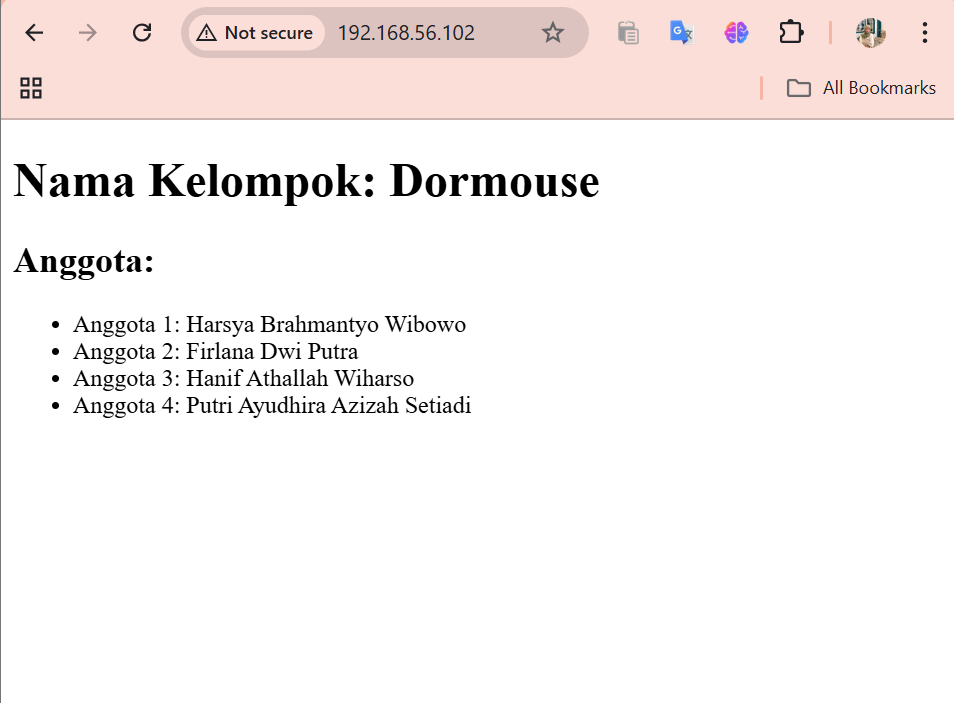 Not secure
192.168.56.102
All Bookmarks
Nama Kelompok: Dormouse
Anggota:
Anggota 1: Harsya Brahmantyo Wibowo
Anggota 2: Firlana Dwi Putra
Anggota 3: Hanif Athallah Wiharso
Anggota 4: Putri Ayudhira Azizah Setiadi